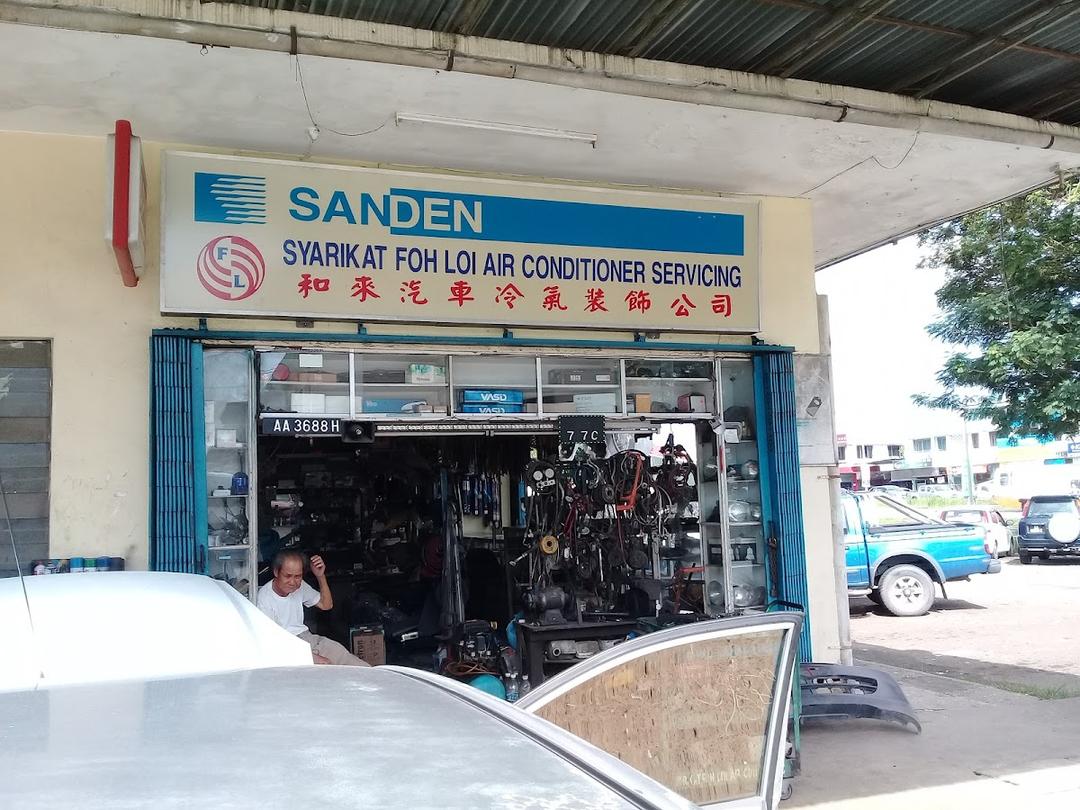 SANDEN
F L
SYARIKAT FOH LOI AIR CONDITIONER SERVICING
和來汽車冷氣裝飾公司
VASD
VASD
AA 3688 H
77C